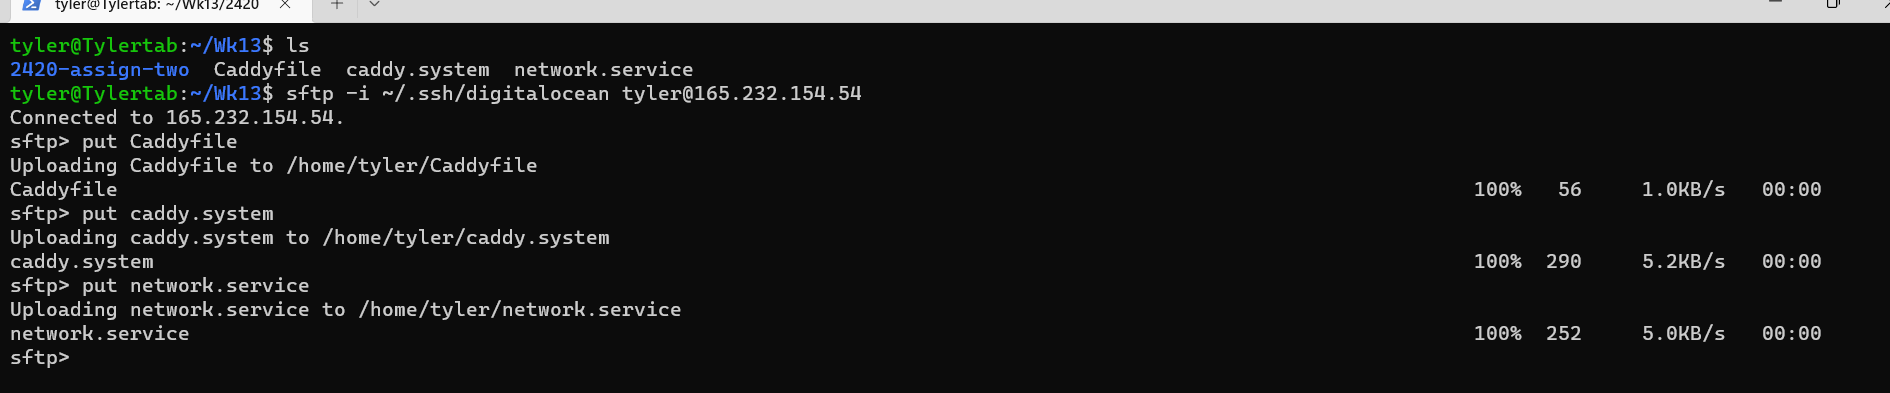 tyler@Tylertab: ~/Wk13/2420
tyler@Tylertab:~/Wk13$ ls
2420-assign-two  Caddyfile  caddy.system  network.service
tyler@Tylertab:~/Wk13$ sftp -i ~/.ssh/digitalocean tyler@165.232.154.54
Connected to 165.232.154.54.
sftp> put Caddyfile
Uploading Caddyfile to /home/tyler/Caddyfile
Caddyfile 100% 56 1.0KB/s 00:00
sftp> put caddy.system
Uploading caddy.system to /home/tyler/caddy.system
caddy.system 100% 290 5.2KB/s 00:00
sftp> put network.service
Uploading network.service to /home/tyler/network.service
network.service 100% 252 5.0KB/s 00:00
sftp>